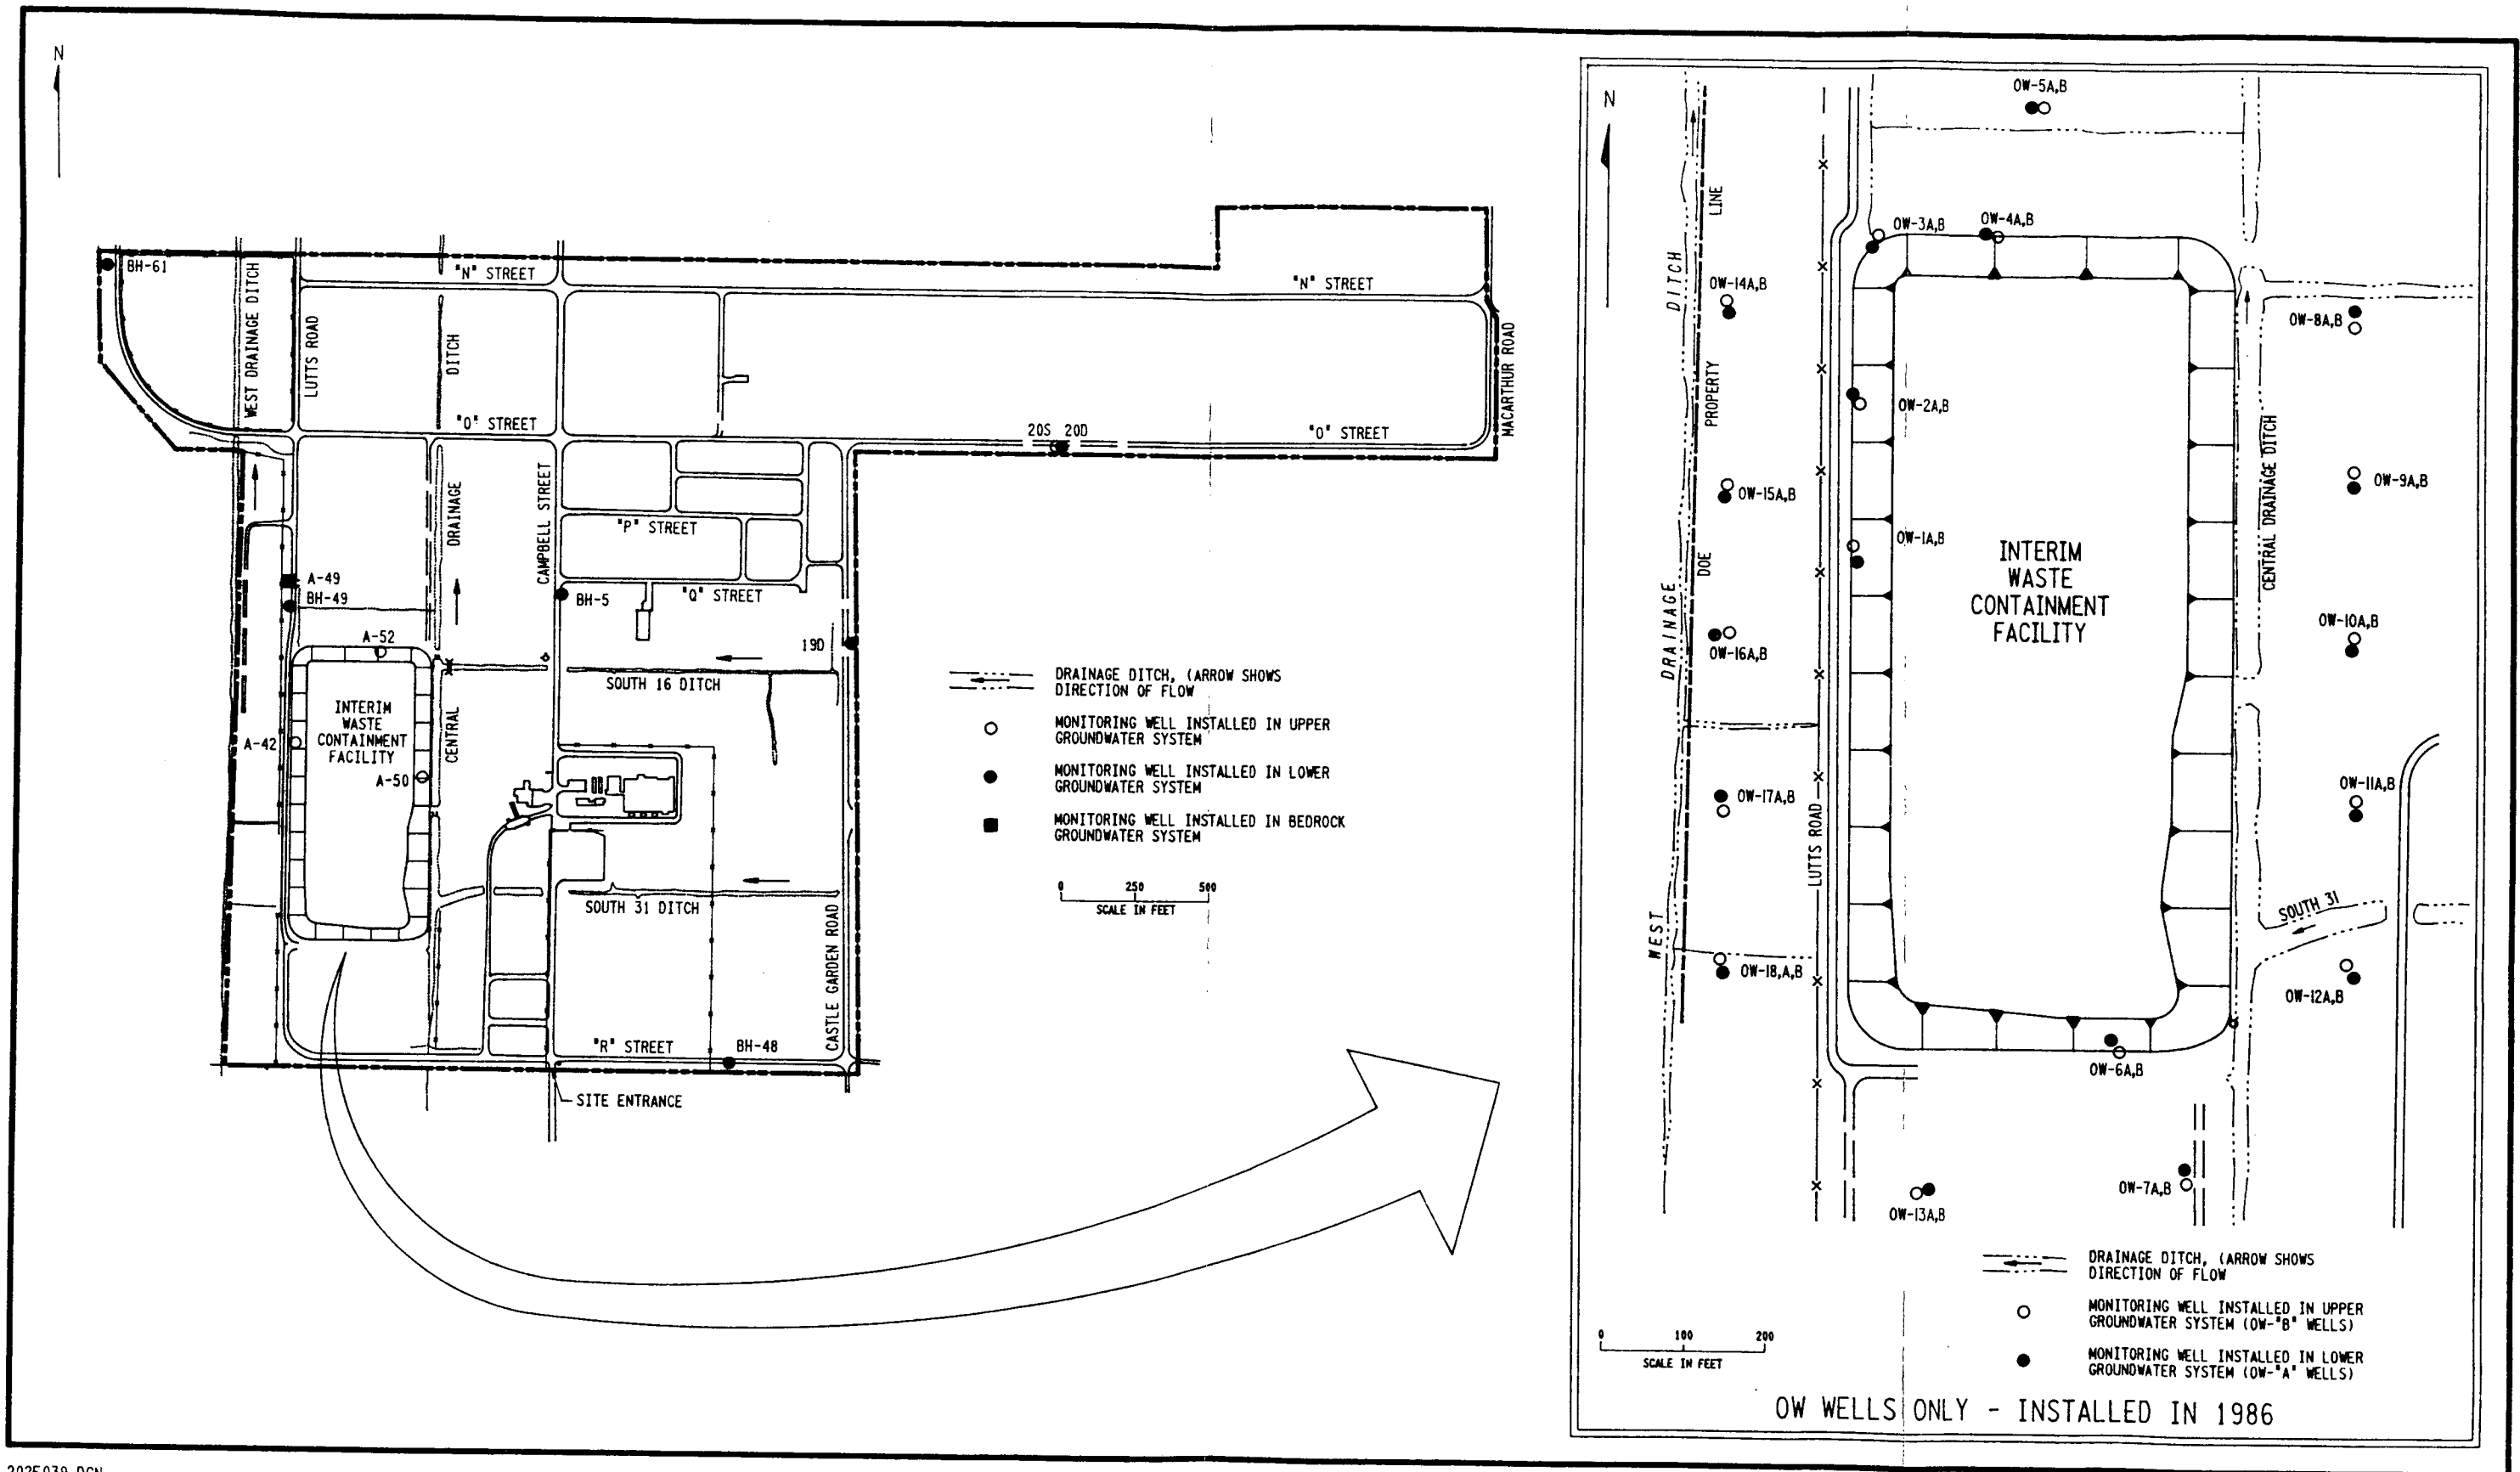 N
BH-61
WEST DRAINAGE DITCH
LUTTS ROAD
"N" STREET
DITCH
"O" STREET
"N" STREET
MACARTHUR ROAD
20S 20D
"O" STREET
CAMPBELL STREET
DRAINAGE
"P" STREET
A-49
BH-49
BH-5
"Q" STREET
A-52
19D
SOUTH 16 DITCH
INTERIM
WASTE
CONTAINMENT
FACILITY
A-42
A-50
CENTRAL
SOUTH 31 DITCH
CASTLE GARDEN ROAD
"R" STREET
BH-48
SITE ENTRANCE
DRAINAGE DITCH, (ARROW SHOWS
DIRECTION OF FLOW
MONITORING WELL INSTALLED IN UPPER
GROUNDWATER SYSTEM
MONITORING WELL INSTALLED IN LOWER
GROUNDWATER SYSTEM
MONITORING WELL INSTALLED IN BEDROCK
GROUNDWATER SYSTEM
0 250 500
SCALE IN FEET
N
OW-5A,B
OW-3A,B
OW-4A,B
LINE
PROPERTY
DOE
DITCH
DRAINAGE
WEST
OW-14A,B
OW-8A,B
OW-2A,B
OW-15A,B
OW-9A,B
OW-1A,B
CENTRAL DRAINAGE DITCH
INTERIM
WASTE
CONTAINMENT
FACILITY
OW-16A,B
OW-10A,B
OW-17A,B
OW-11A,B
LUTTS ROAD
SOUTH 31
OW-18,A,B
OW-12A,B
OW-6A,B
OW-7A,B
OW-13A,B
DRAINAGE DITCH, (ARROW SHOWS
DIRECTION OF FLOW
MONITORING WELL INSTALLED IN UPPER
GROUNDWATER SYSTEM (OW-"B" WELLS)
MONITORING WELL INSTALLED IN LOWER
GROUNDWATER SYSTEM (OW-"A" WELLS)
0 100 200
SCALE IN FEET
OW WELLS ONLY - INSTALLED IN 1986